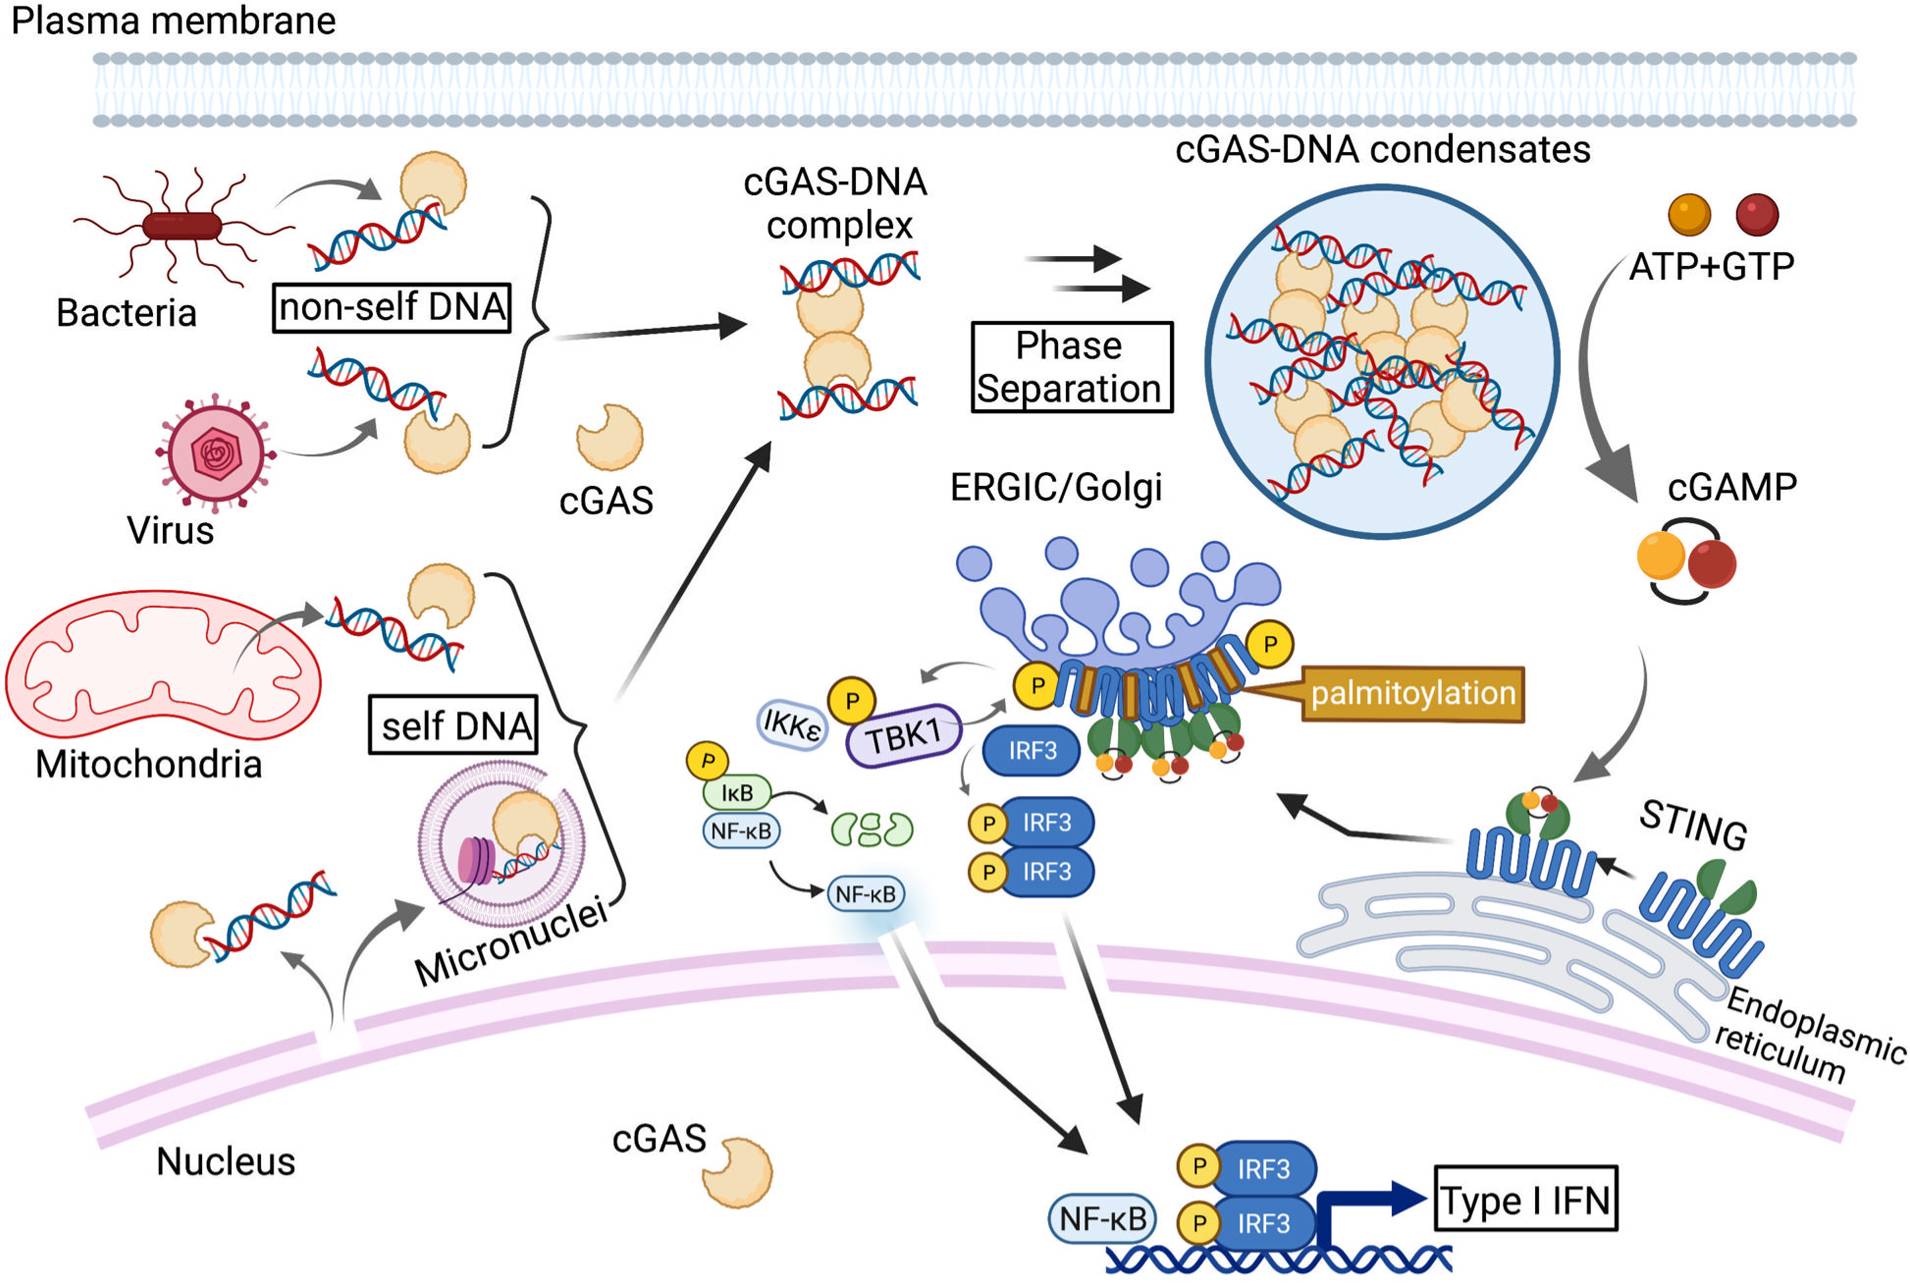 Plasma membrane
cGAS-DNA condensates
cGAS-DNA
complex
ATP+GTP
Bacteria
non-self DNA
Phase
Separation
Virus
cGAS
ERGIC/Golgi
cGAMP
P
P
palmitoylation
P
IKKε
TBK1
self DNA
Mitochondria
IRF3
P
IκB
NF-κB
P
IRF3
P
IRF3
NF-κB
STING
Micronuclei
Endoplasmic
reticulum
Nucleus
cGAS
P
IRF3
NF-κB
P
IRF3
Type I IFN